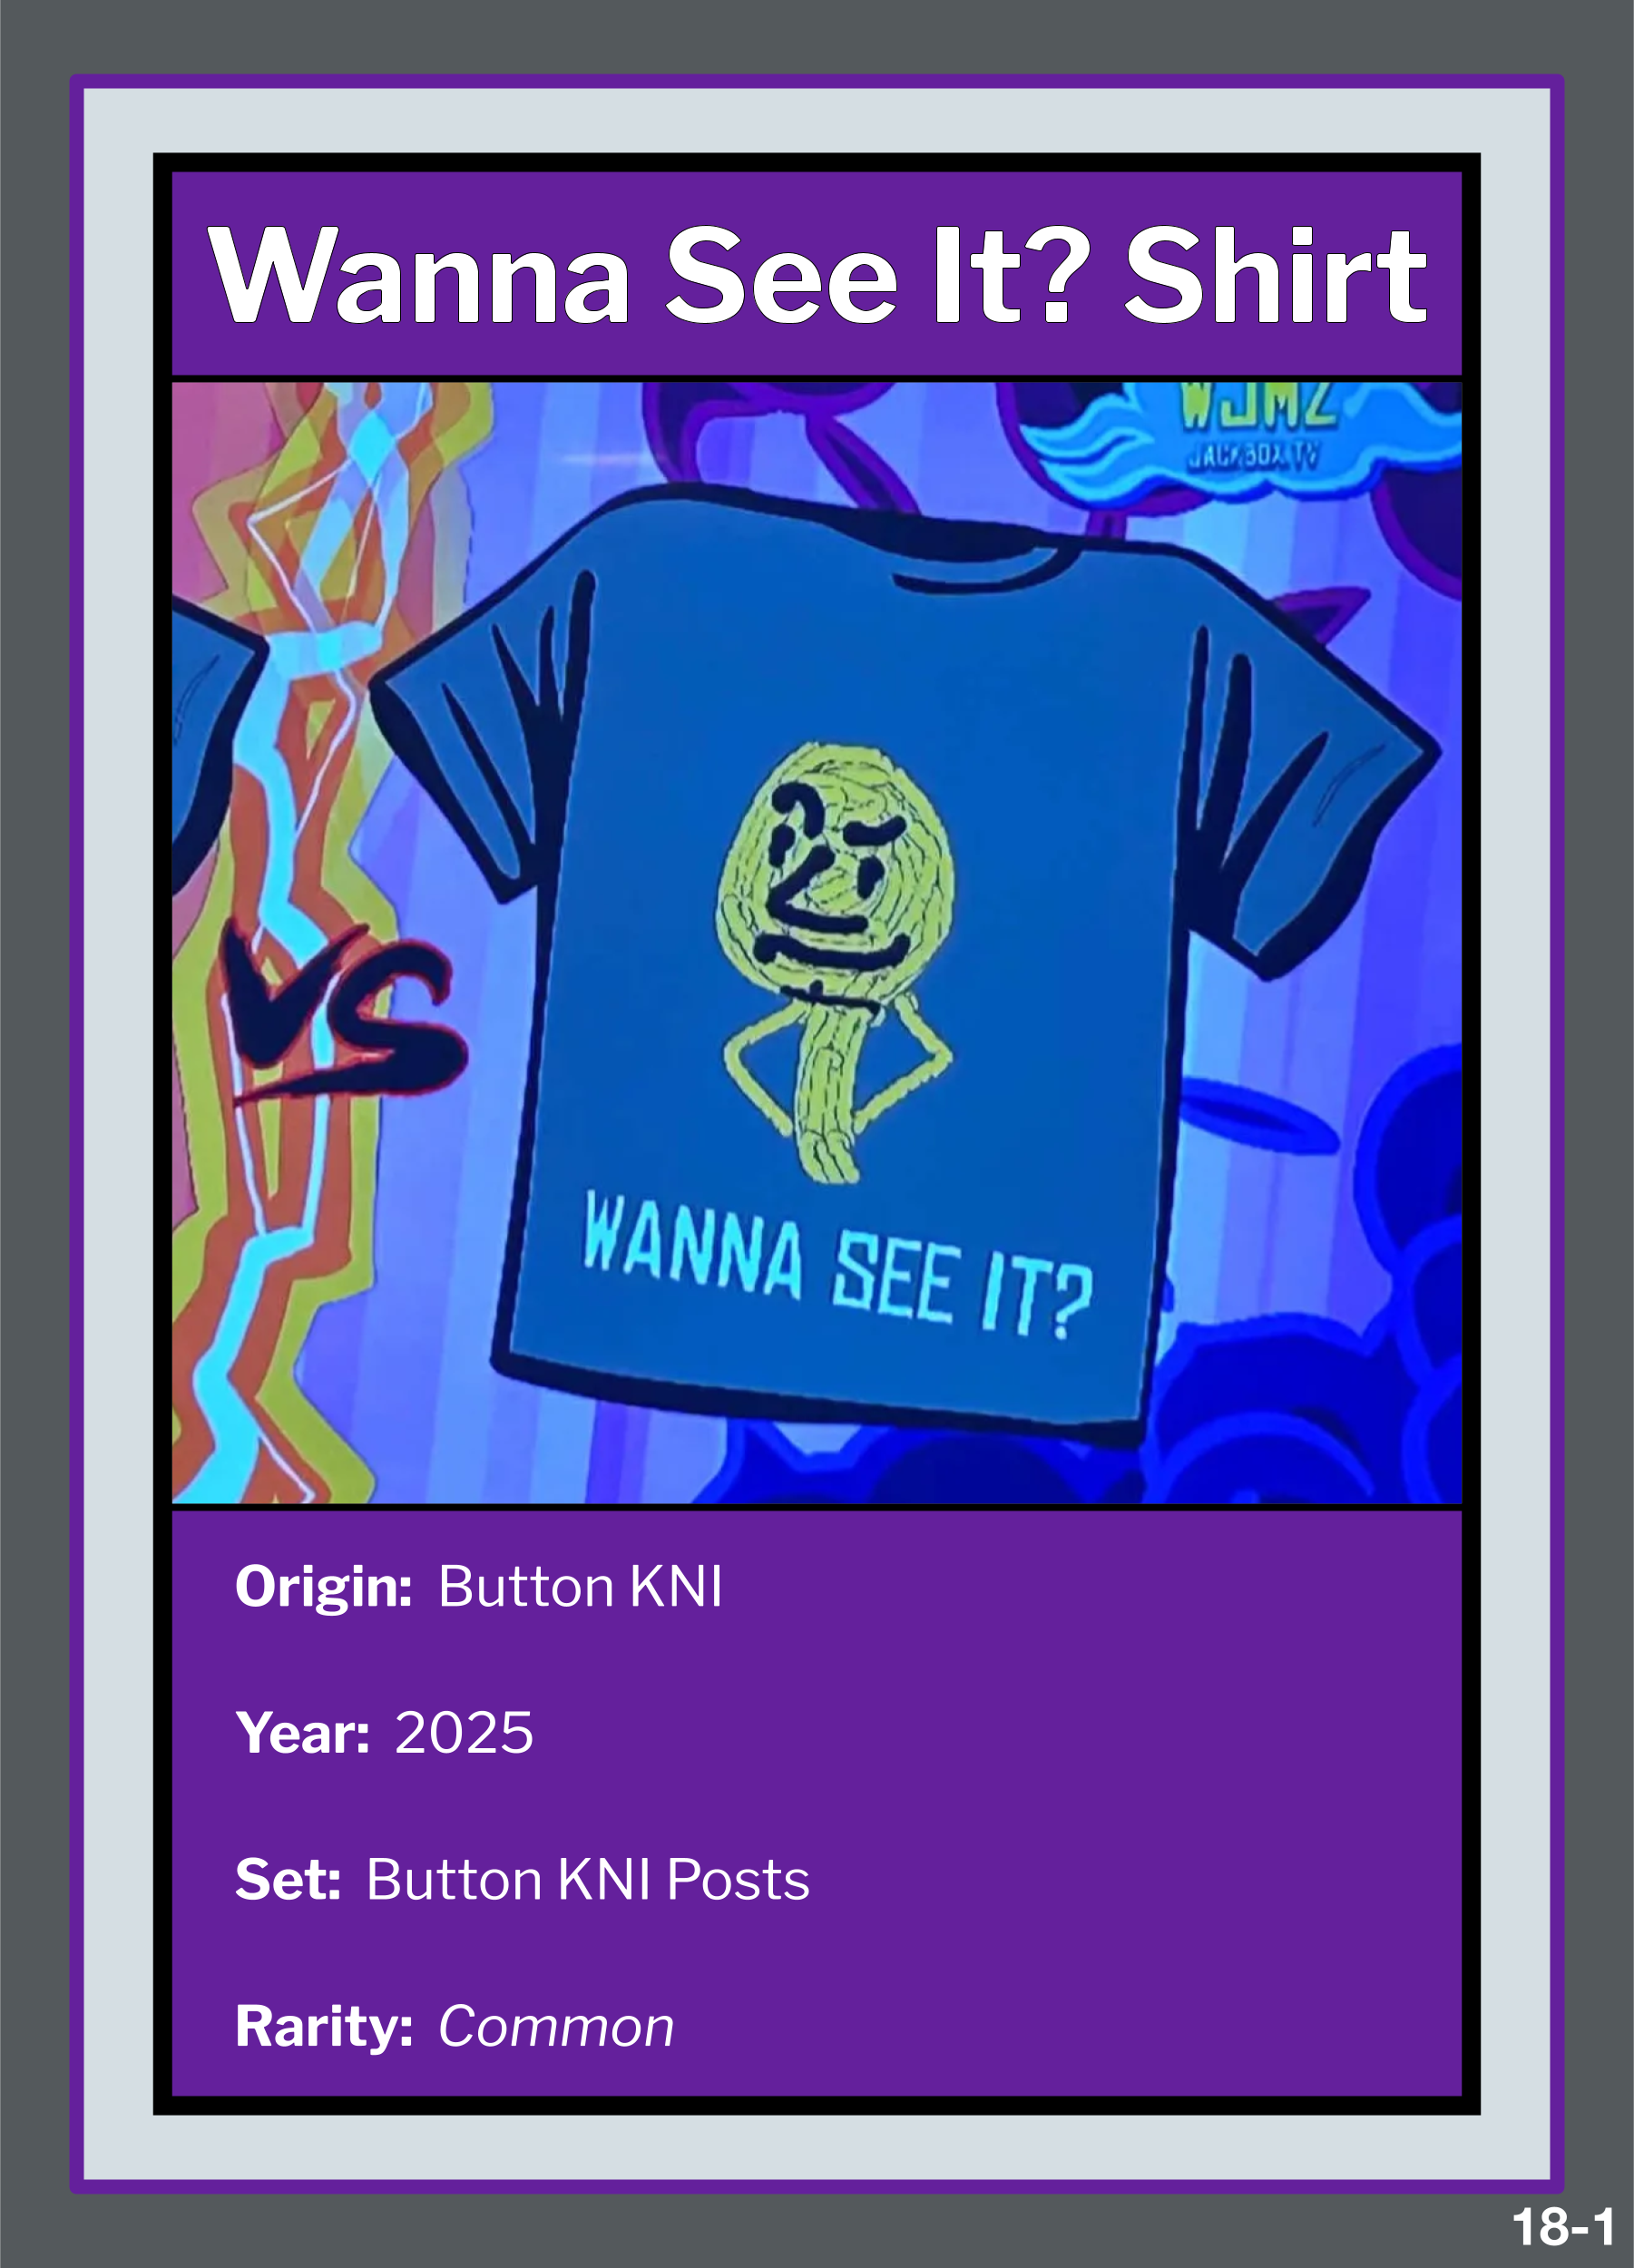 Wanna See It? Shirt
WJMZ
JACKBOX.TV
VS
WANNA SEE IT?
Origin: Button KNI
Year: 2025
Set: Button KNI Posts
Rarity: Common
18-1